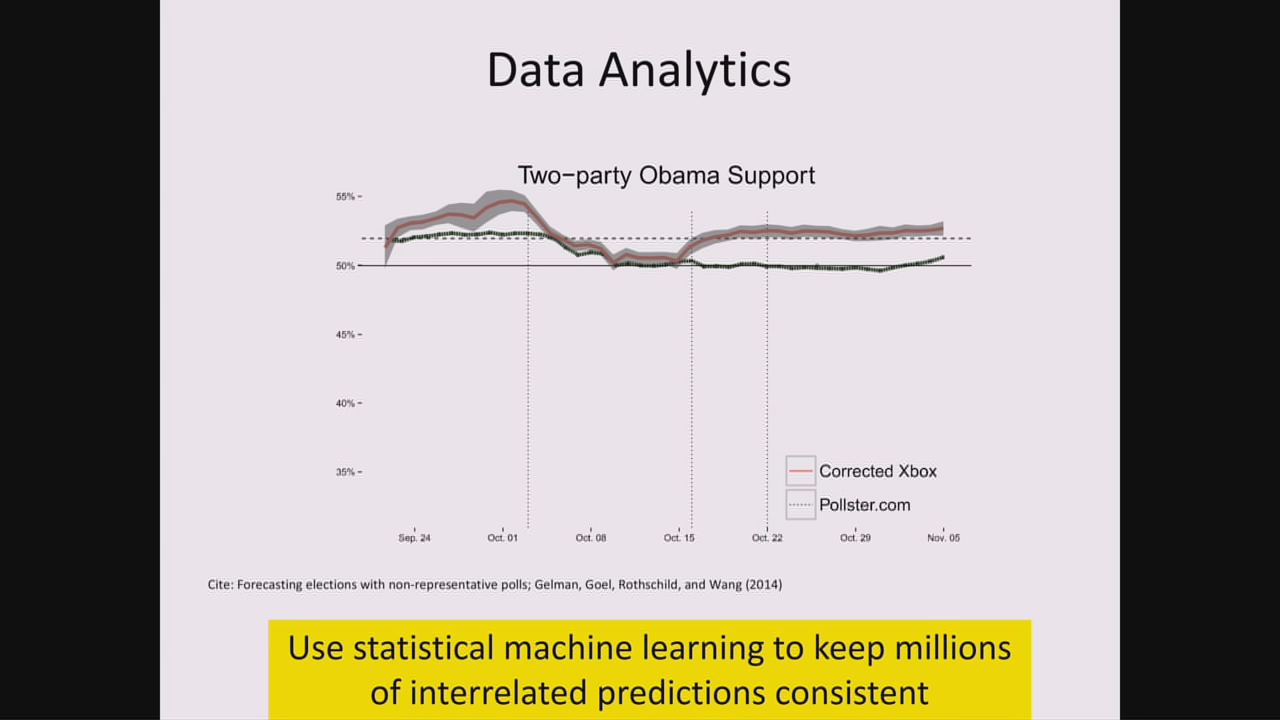 Data Analytics
Two−party Obama Support
55%
50%
45%
40%
35%
Corrected Xbox
Pollster.com
Sep. 24
Oct. 01
Oct. 08
Oct. 15
Oct. 22
Oct. 29
Nov. 05
Cite: Forecasting elections with non-representative polls; Gelman, Goel, Rothschild, and Wang (2014)
Use statistical machine learning to keep millions
of interrelated predictions consistent